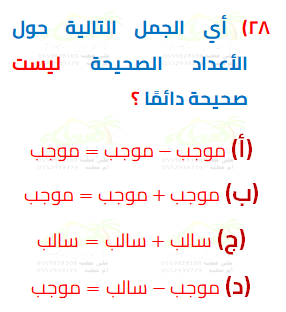 ٢٨) أي الجمل التالية حول
الأعداد الصحيحة ليست
صحيحة دائمًا ؟
(أ) موجب − موجب = موجب
(ب) موجب + موجب = موجب
(ج) سالب + سالب = سالب
(د) موجب − سالب = موجب